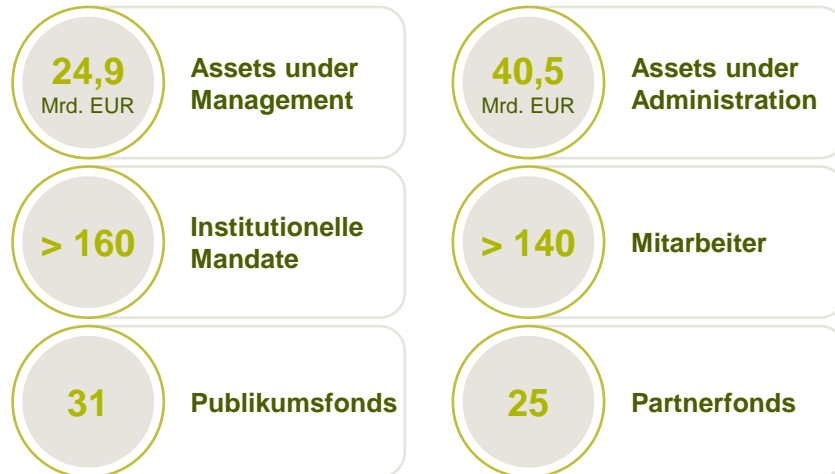 24,9
Mrd. EUR
Assets under
Management
40,5
Mrd. EUR
Assets under
Administration
> 160
Institutionelle
Mandate
> 140
Mitarbeiter
31
Publikumsfonds
25
Partnerfonds